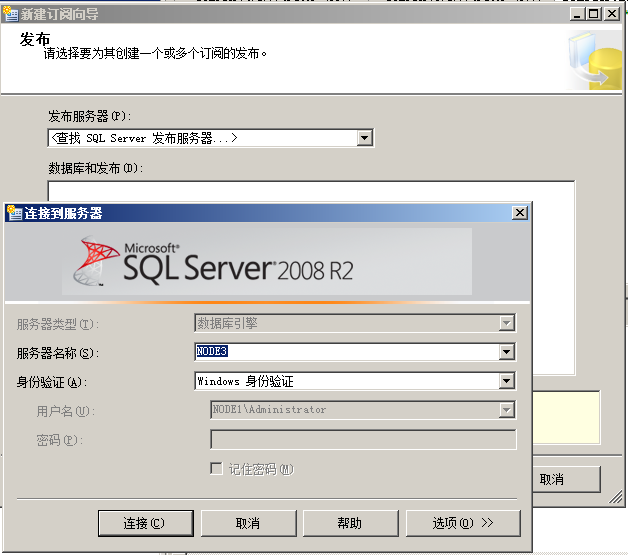 新建订阅向导
发布
请选择要为其创建一个或多个订阅的发布。
发布服务器(P):
<查找 SQL Server 发布服务器...>
数据库和发布(D):
连接到服务器
Microsoft®
SQL Server® 2008 R2
服务器类型(T): 数据库引擎
服务器名称(S): NODE3
身份验证(A): Windows 身份验证
用户名(U): NODE1\Administrator
密码(P):
记住密码(M)
连接(C) 取消 帮助 选项(O) >>
取消